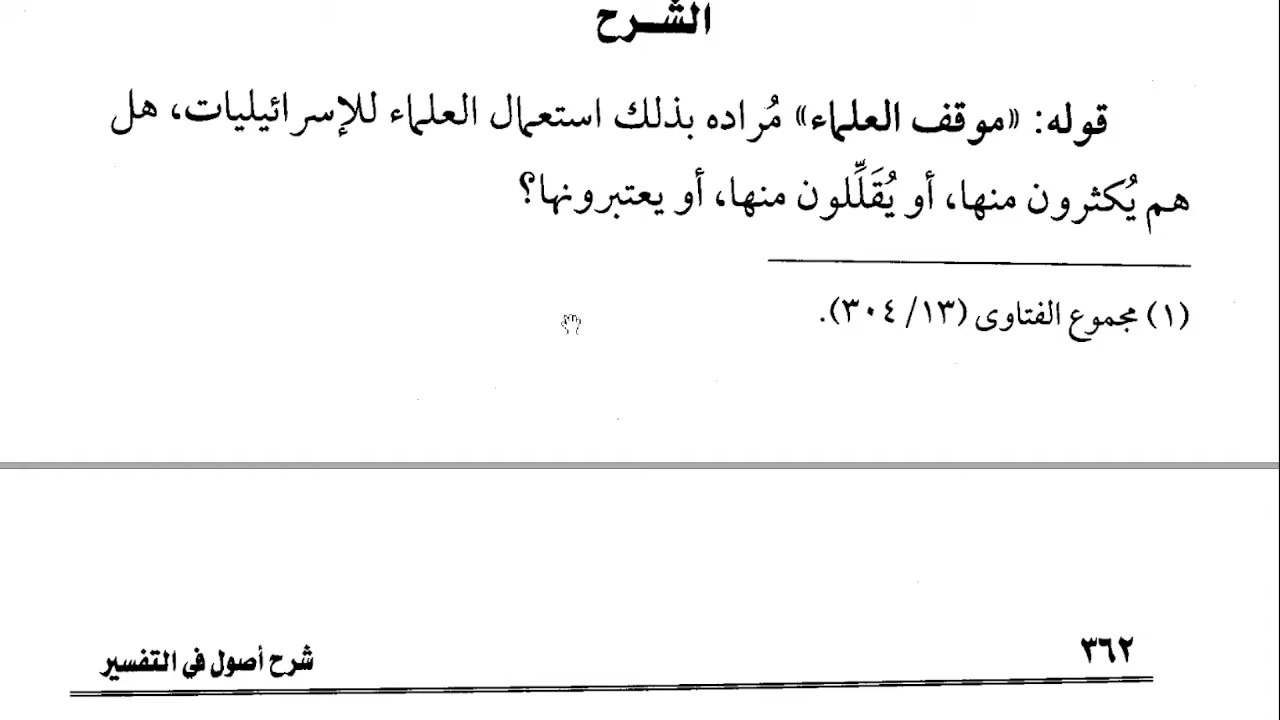 الشـــرح
قوله: «موقف العلماء» مُراده بذلك استعمال العلماء للإسرائيليات، هل
هم يُكثرون منها، أو يُقَلِّلون منها، أو يعتبرونها؟
(١) مجموع الفتاوى (١٣/ ٣٠٤).
٣٦٢
شرح أصول في التفسير